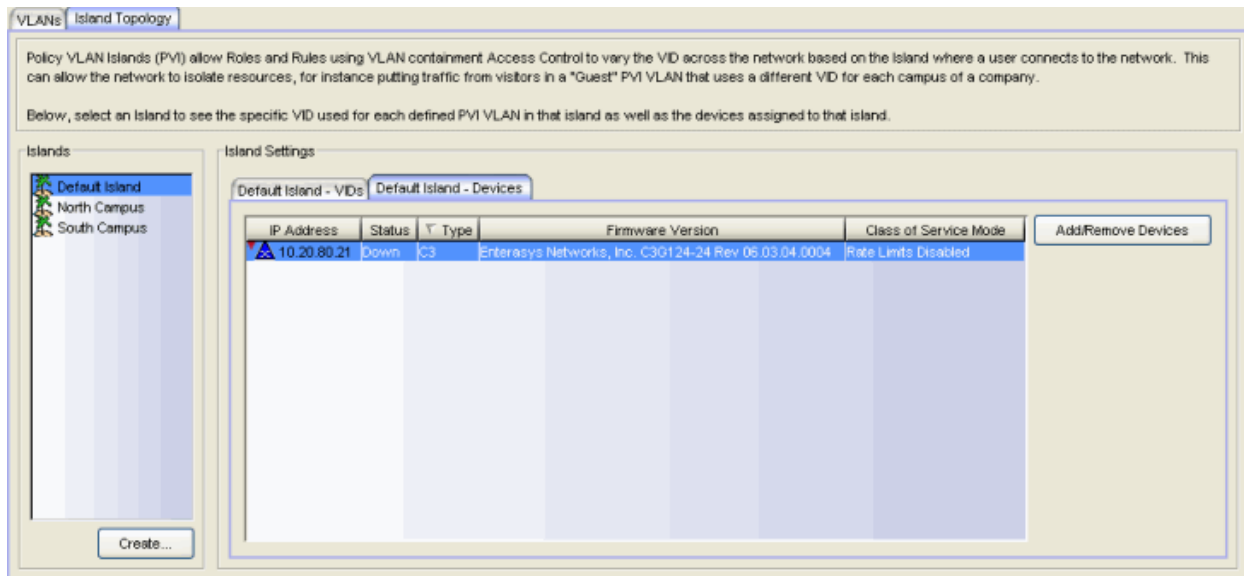 VLANs Island Topology
Policy VLAN Islands (PVI) allow Roles and Rules using VLAN containment Access Control to vary the VID across the network based on the Island where a user connects to the network. This
can allow the network to isolate resources, for instance putting traffic from visitors in a "Guest" PVI VLAN that uses a different VID for each campus of a company.
Below, select an Island to see the specific VID used for each defined PVI VLAN in that island as well as the devices assigned to that island.
Islands
Default Island
North Campus
South Campus
Create...
Island Settings
Default Island - VIDs Default Island - Devices
IP Address Status Type Firmware Version Class of Service Mode
10.20.80.21 Down C3 Enterasys Networks, Inc. C3G124-24 Rev 06.03.04.0004 Rate Limits Disabled
Add/Remove Devices